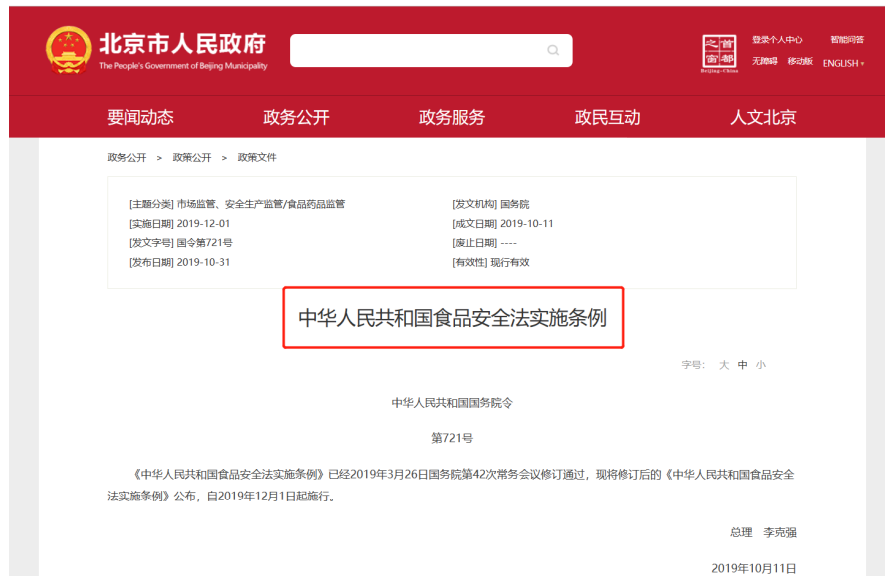 北京市人民政府
The People's Government of Beijing Municipality
首都之窗
Beijing-China
登录个人中心 智能问答
无障碍 移动版 ENGLISH
要闻动态 政务公开 政务服务 政民互动 人文北京
政务公开 > 政策公开 > 政策文件
[主题分类] 市场监管、安全生产监管/食品药品监管 [发文机构] 国务院
[实施日期] 2019-12-01 [成文日期] 2019-10-11
[发文字号] 国令第721号 [废止日期] ----
[发布日期] 2019-10-31 [有效性] 现行有效
中华人民共和国食品安全法实施条例
字号: 大 中 小
中华人民共和国国务院令
第721号
《中华人民共和国食品安全法实施条例》已经2019年3月26日国务院第42次常务会议修订通过，现将修订后的《中华人民共和国食品安全
法实施条例》公布，自2019年12月1日起施行。
总理 李克强
2019年10月11日